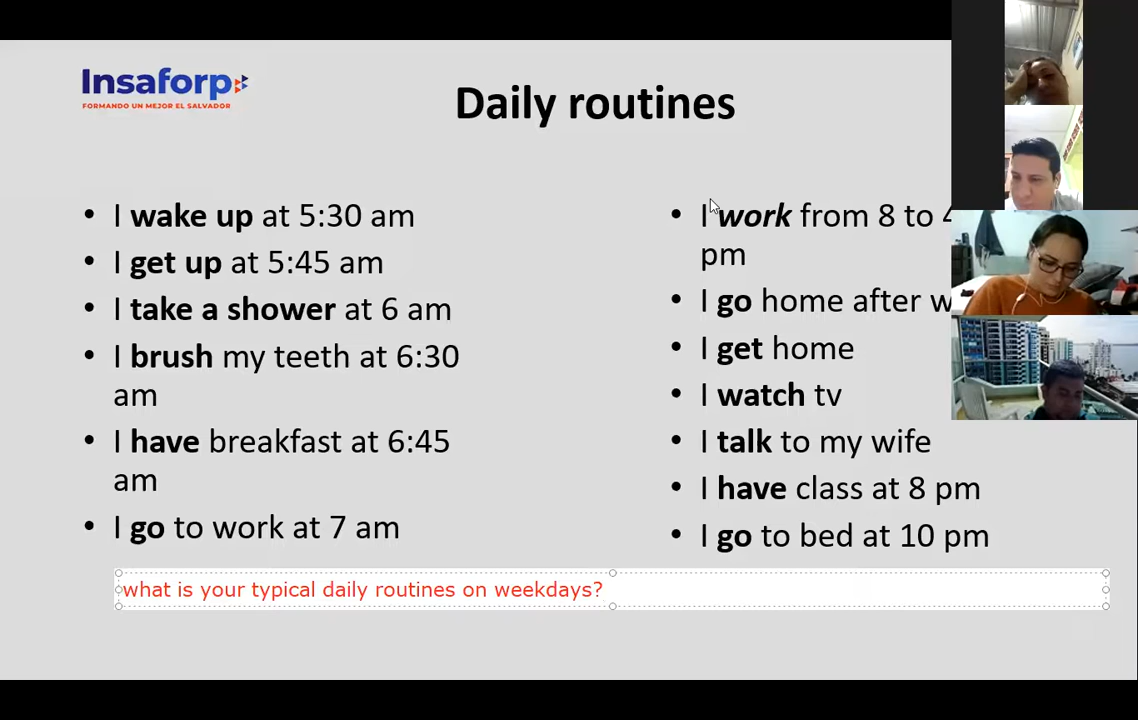 Insaforp
FORMANDO UN MEJOR EL SALVADOR
Daily routines
• I wake up at 5:30 am
• I get up at 5:45 am
• I take a shower at 6 am
• I brush my teeth at 6:30
am
• I have breakfast at 6:45
am
• I go to work at 7 am
• I work from 8 to
pm
• I go home after
• I get home
• I watch tv
• I talk to my wife
• I have class at 8 pm
• I go to bed at 10 pm
what is your typical daily routines on weekdays?